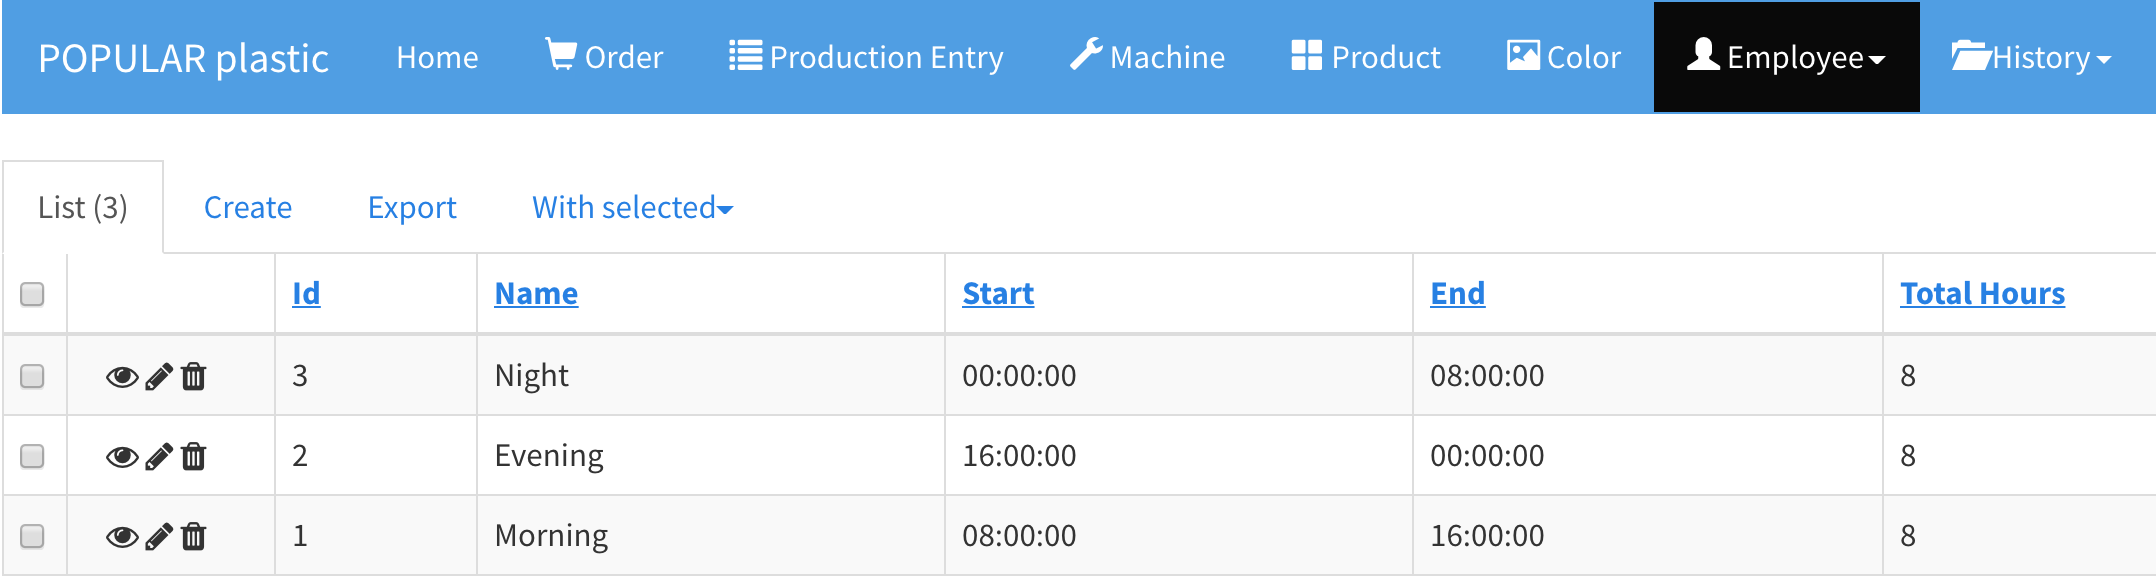 POPULAR plastic Home Order Production Entry Machine Product Color Employee History
List (3) Create Export With selected
Id Name Start End Total Hours
3 Night 00:00:00 08:00:00 8
2 Evening 16:00:00 00:00:00 8
1 Morning 08:00:00 16:00:00 8